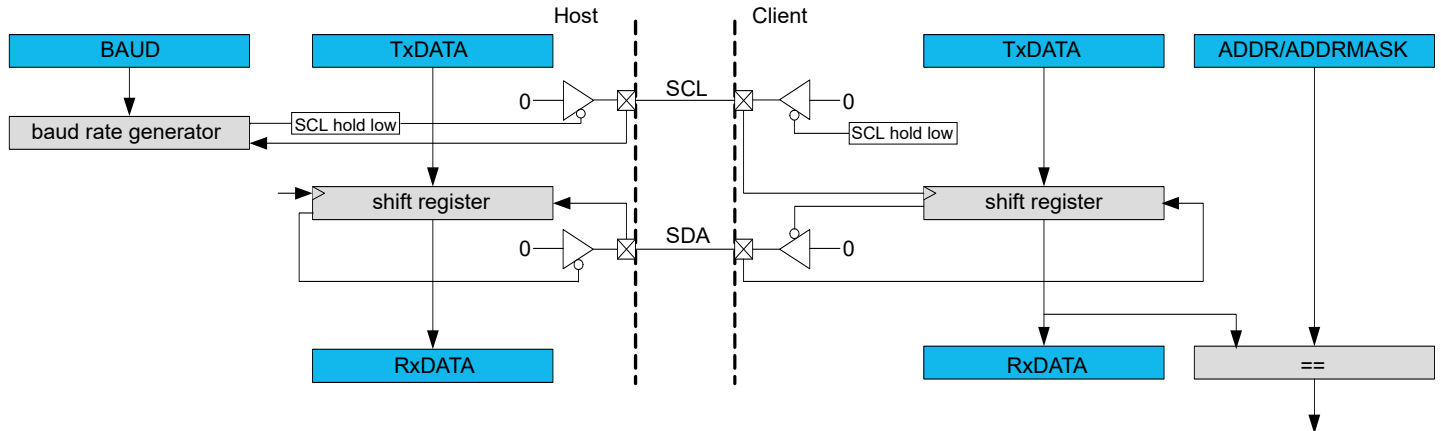 Host Client
BAUD TxDATA TxDATA ADDR/ADDRMASK
SCL
0 0
baud rate generator SCL hold low SCL hold low
shift register shift register
SDA
0 0
RxDATA RxDATA ==